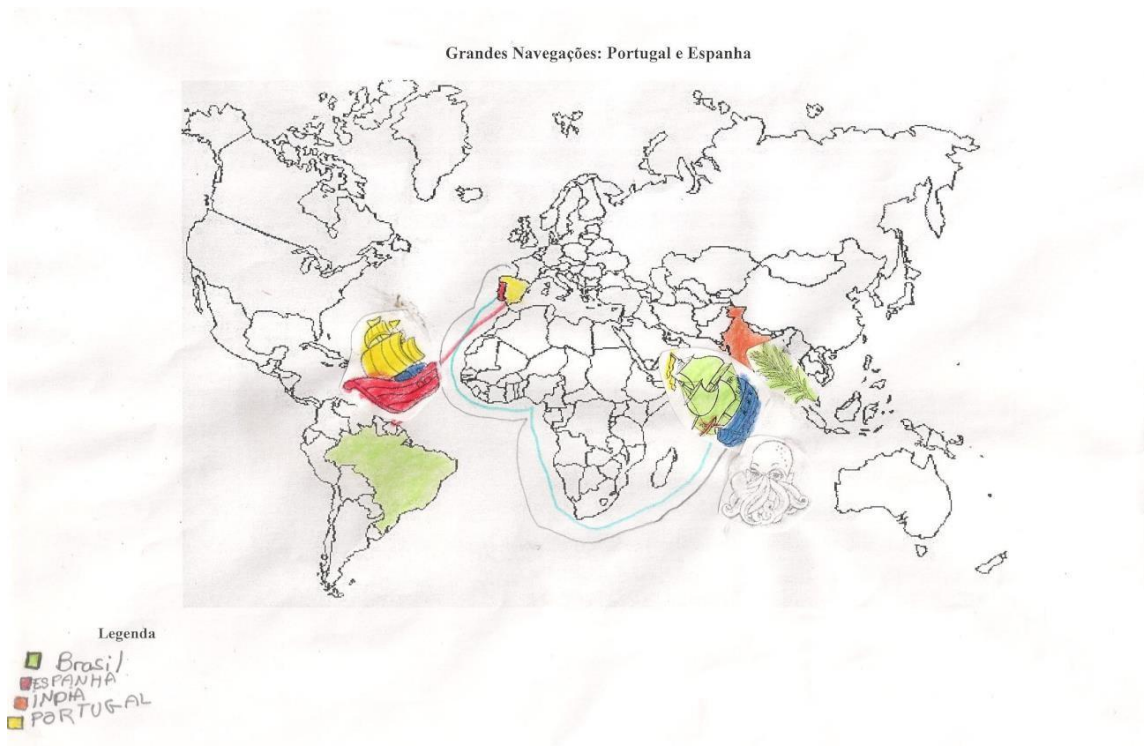 Grandes Navegações: Portugal e Espanha
Legenda
Brasil
ESPANHA
INDIA
PORTUGAL